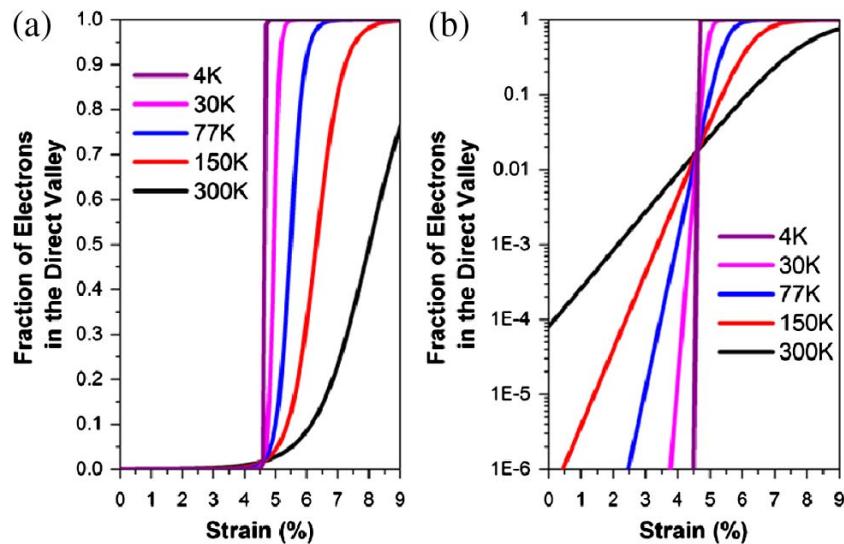 (a)
Fraction of Electrons
in the Direct Valley
1.0
0.9
0.8
0.7
0.6
0.5
0.4
0.3
0.2
0.1
0.0
4K
30K
77K
150K
300K
0 1 2 3 4 5 6 7 8 9
Strain (%)
(b)
Fraction of Electrons
in the Direct Valley
1
0.1
0.01
1E-3
1E-4
1E-5
1E-6
4K
30K
77K
150K
300K
0 1 2 3 4 5 6 7 8 9
Strain (%)